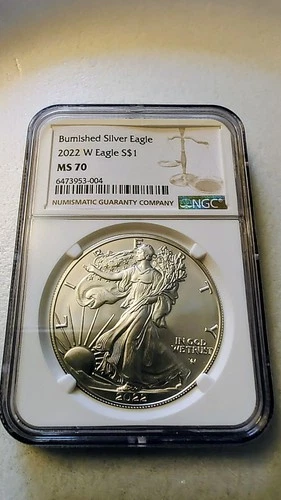 Burnished Silver Eagle
2022 W Eagle S$1
MS 70
6473953-004
NUMISMATIC GUARANTY COMPANY
NGC
LIBERTY
IN GOD
WE TRUST
2022